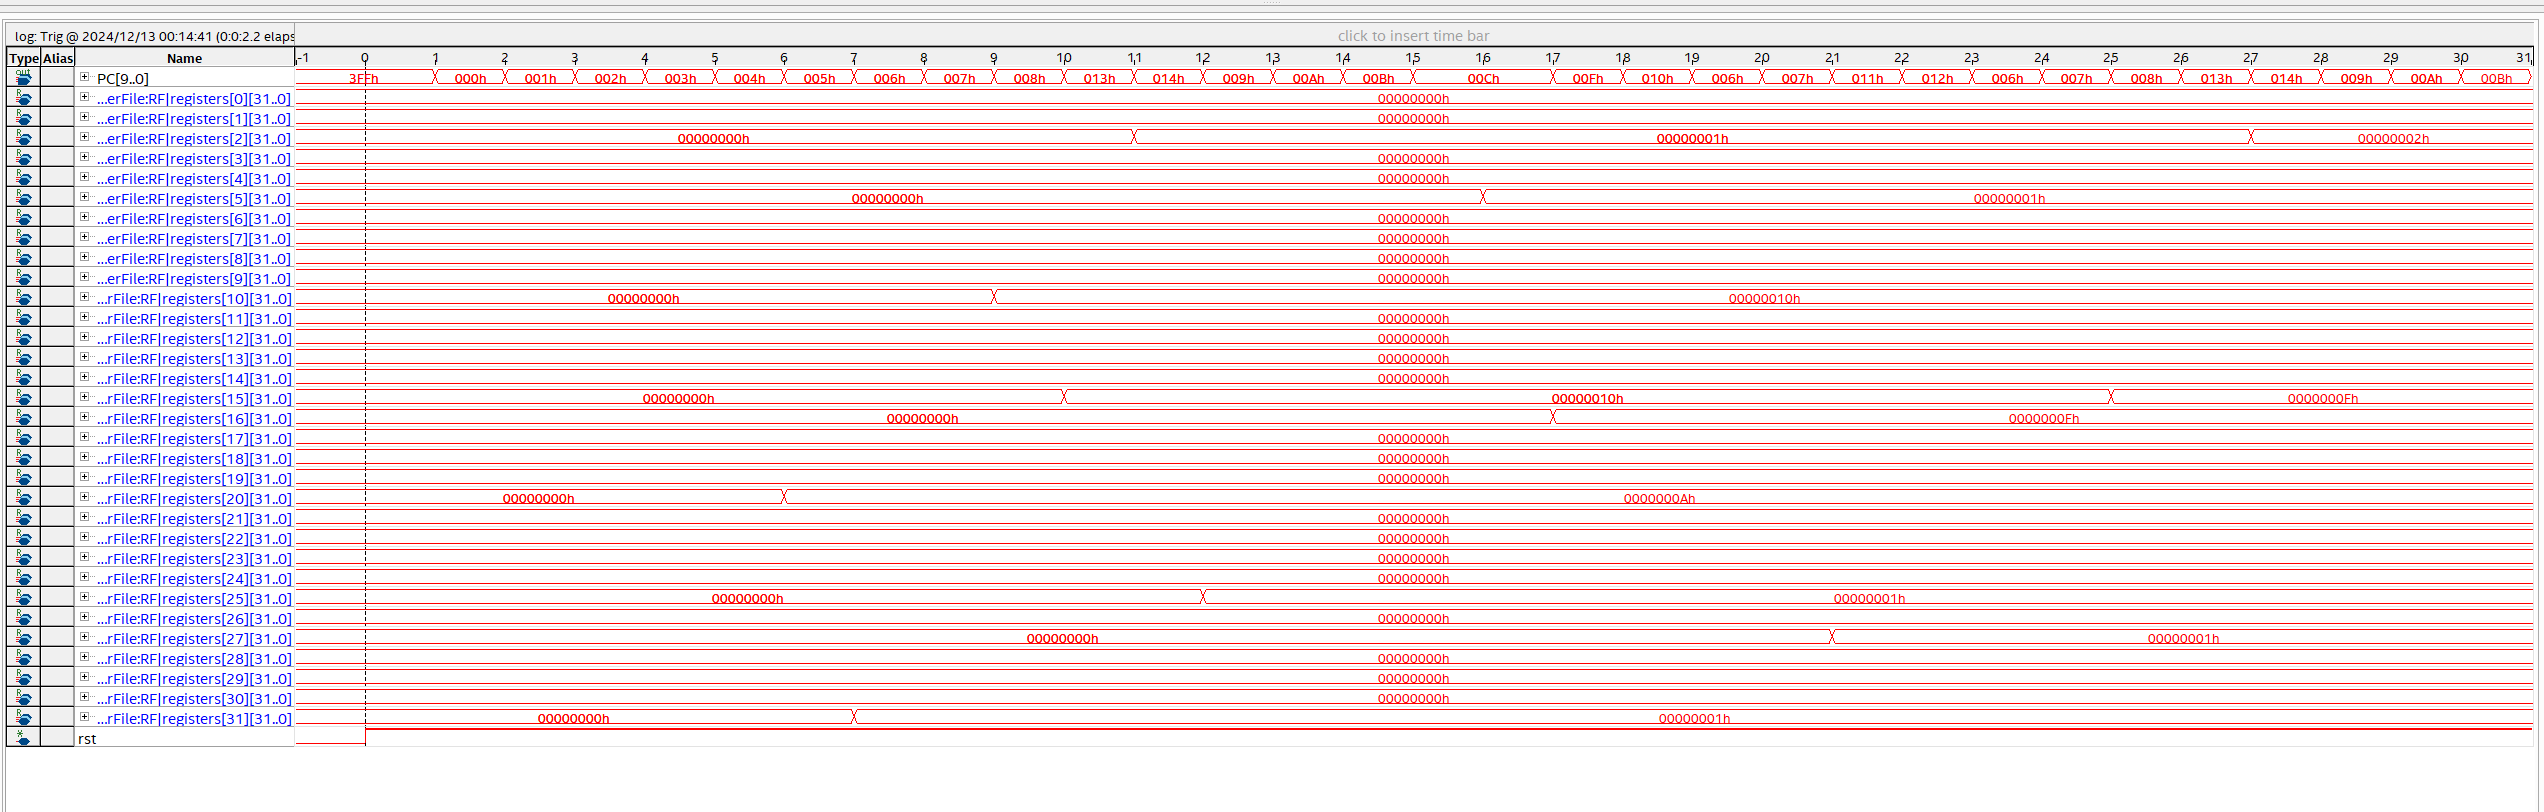 log: Trig @ 2024/12/13 00:14:41 (0:0:2.2 elaps
click to insert time bar
Type Alias Name -1 0 1 2 3 4 5 6 7 8 9 10 11 12 13 14 15 16 17 18 19 20 21 22 23 24 25 26 27 28 29 30 31
PC[9..0] 3FFh 000h 001h 002h 003h 004h 005h 006h 007h 008h 013h 014h 009h 00Ah 00Bh 00Ch 00Fh 010h 006h 007h 011h 012h 006h 007h 008h 013h 014h 009h 00Ah 00Bh
...erFile:RF|registers[0][31..0] 00000000h
...erFile:RF|registers[1][31..0] 00000000h
...erFile:RF|registers[2][31..0] 00000000h 00000001h 00000002h
...erFile:RF|registers[3][31..0] 00000000h
...erFile:RF|registers[4][31..0] 00000000h
...erFile:RF|registers[5][31..0] 00000000h 00000001h
...erFile:RF|registers[6][31..0] 00000000h
...erFile:RF|registers[7][31..0] 00000000h
...erFile:RF|registers[8][31..0] 00000000h
...erFile:RF|registers[9][31..0] 00000000h
...rFile:RF|registers[10][31..0] 00000000h 00000010h
...rFile:RF|registers[11][31..0] 00000000h
...rFile:RF|registers[12][31..0] 00000000h
...rFile:RF|registers[13][31..0] 00000000h
...rFile:RF|registers[14][31..0] 00000000h
...rFile:RF|registers[15][31..0] 00000000h 00000010h 0000000Fh
...rFile:RF|registers[16][31..0] 00000000h 0000000Fh
...rFile:RF|registers[17][31..0] 00000000h
...rFile:RF|registers[18][31..0] 00000000h
...rFile:RF|registers[19][31..0] 00000000h
...rFile:RF|registers[20][31..0] 00000000h 0000000Ah
...rFile:RF|registers[21][31..0] 00000000h
...rFile:RF|registers[22][31..0] 00000000h
...rFile:RF|registers[23][31..0] 00000000h
...rFile:RF|registers[24][31..0] 00000000h
...rFile:RF|registers[25][31..0] 00000000h 00000001h
...rFile:RF|registers[26][31..0] 00000000h
...rFile:RF|registers[27][31..0] 00000000h 00000001h
...rFile:RF|registers[28][31..0] 00000000h
...rFile:RF|registers[29][31..0] 00000000h
...rFile:RF|registers[30][31..0] 00000000h
...rFile:RF|registers[31][31..0] 00000000h 00000001h
rst